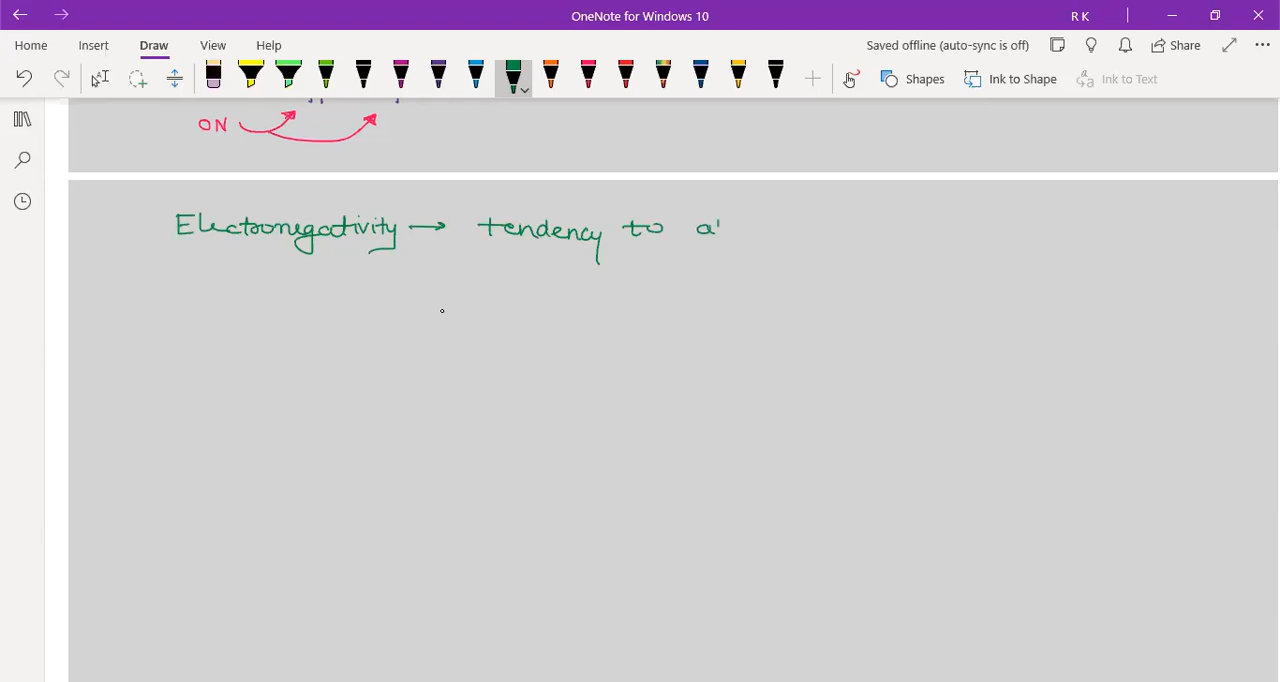 OneNote for Windows 10
R K
Home Insert Draw View Help
Saved offline (auto-sync is off) Share
Shapes Ink to Shape Ink to Text
ON
Electronegativity → tendency to